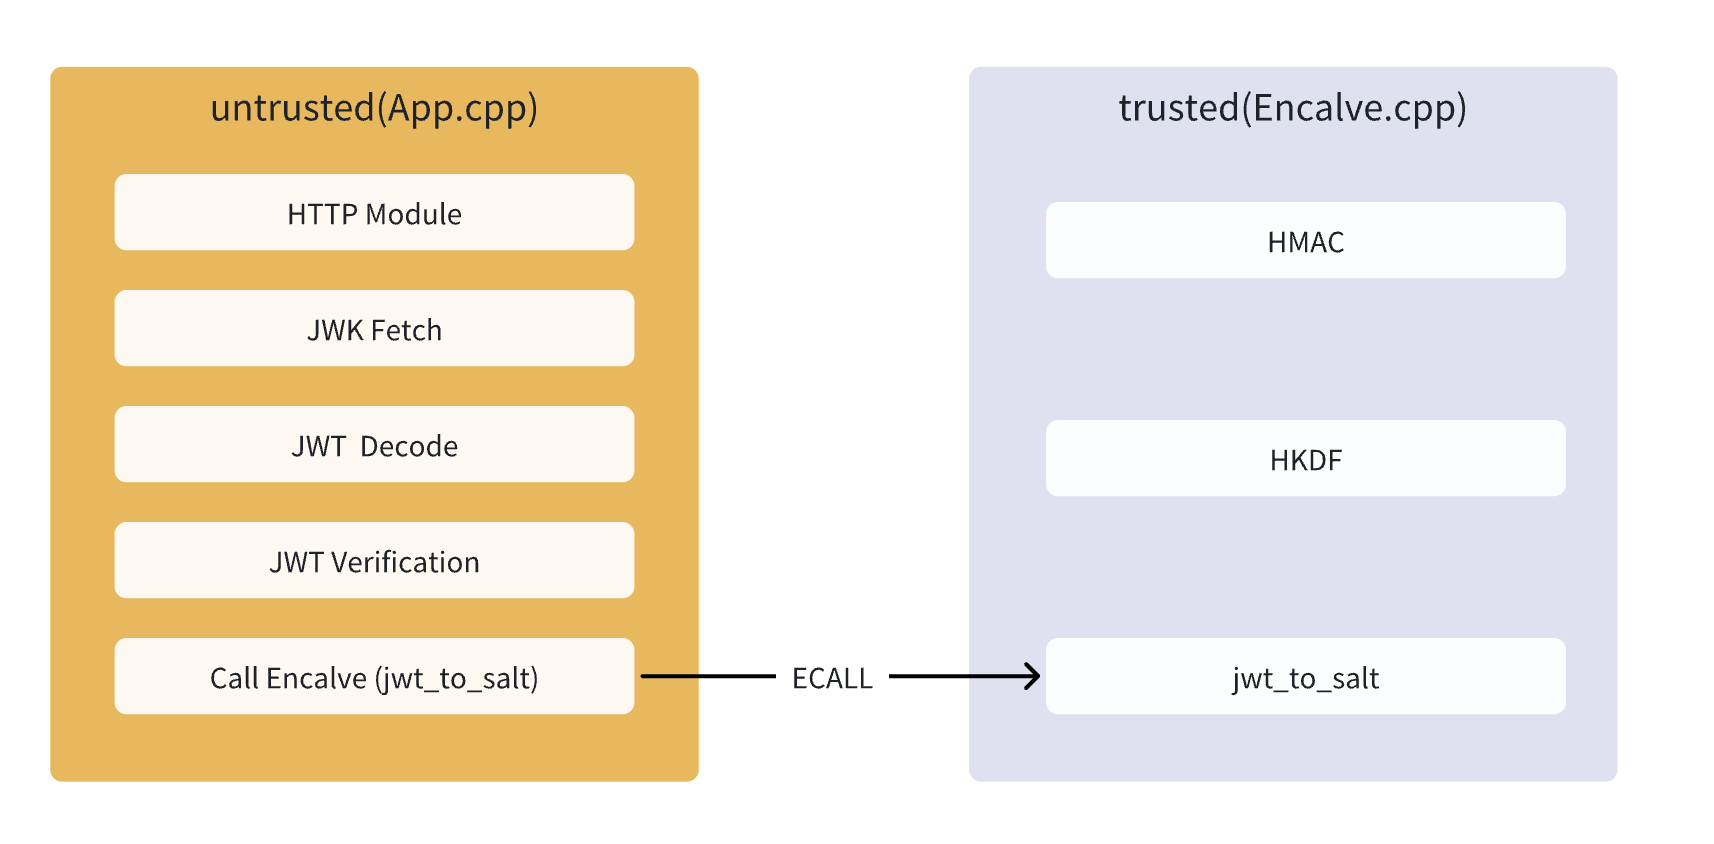 untrusted(App.cpp)
HTTP Module
JWK Fetch
JWT  Decode
JWT Verification
Call Encalve (jwt_to_salt)
ECALL
trusted(Encalve.cpp)
HMAC
HKDF
jwt_to_salt